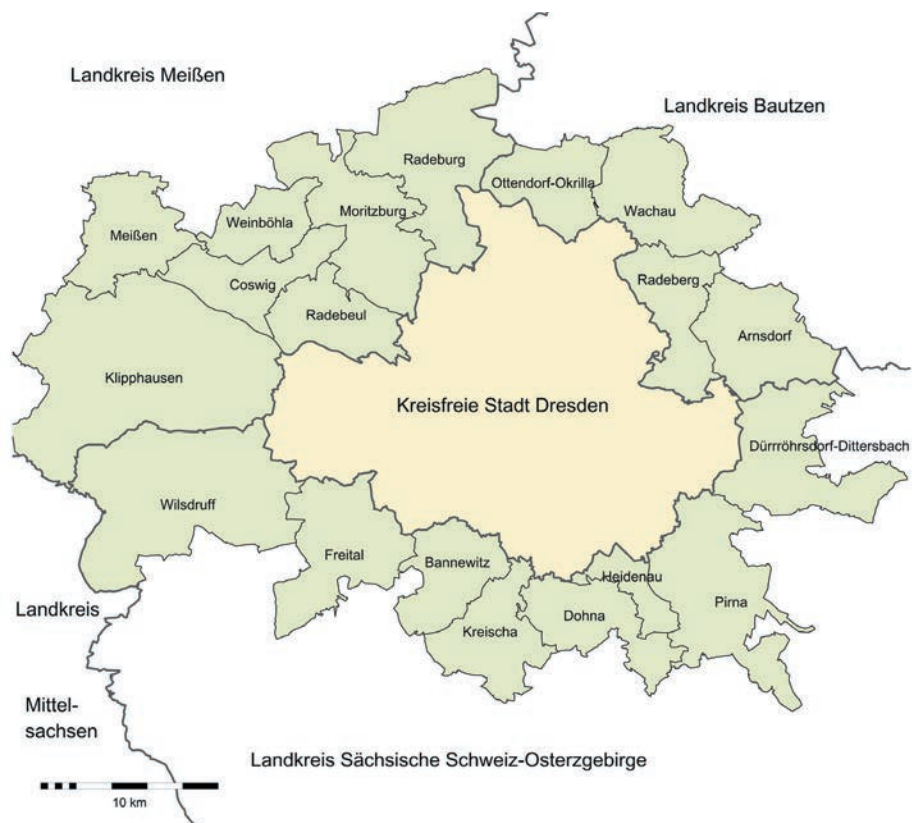 Landkreis Meißen
Landkreis Bautzen
Radeburg
Ottendorf-Okrilla
Wachau
Weinböhla
Moritzburg
Meißen
Coswig
Radeberg
Radebeul
Arnsdorf
Klipphausen
Kreisfreie Stadt Dresden
Dürrröhrsdorf-Dittersbach
Wilsdruff
Freital
Bannewitz
Heidenau
Landkreis
Pirna
Dohna
Kreischa
Mittel-
sachsen
Landkreis Sächsische Schweiz-Osterzgebirge
10 km